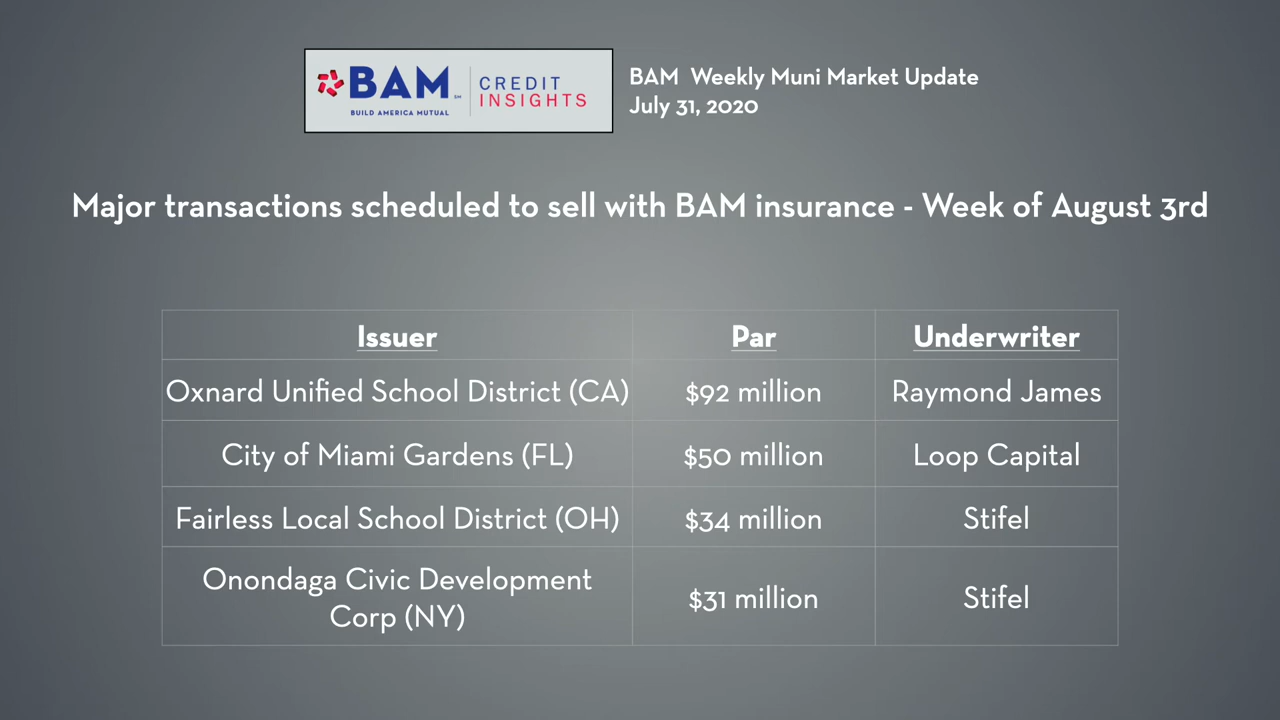 BAM SM
BUILD AMERICA MUTUAL
CREDIT
INSIGHTS
BAM Weekly Muni Market Update
July 31, 2020
Major transactions scheduled to sell with BAM insurance - Week of August 3rd
Issuer Par Underwriter
Oxnard Unified School District (CA) $92 million Raymond James
City of Miami Gardens (FL) $50 million Loop Capital
Fairless Local School District (OH) $34 million Stifel
Onondaga Civic Development
Corp (NY) $31 million Stifel